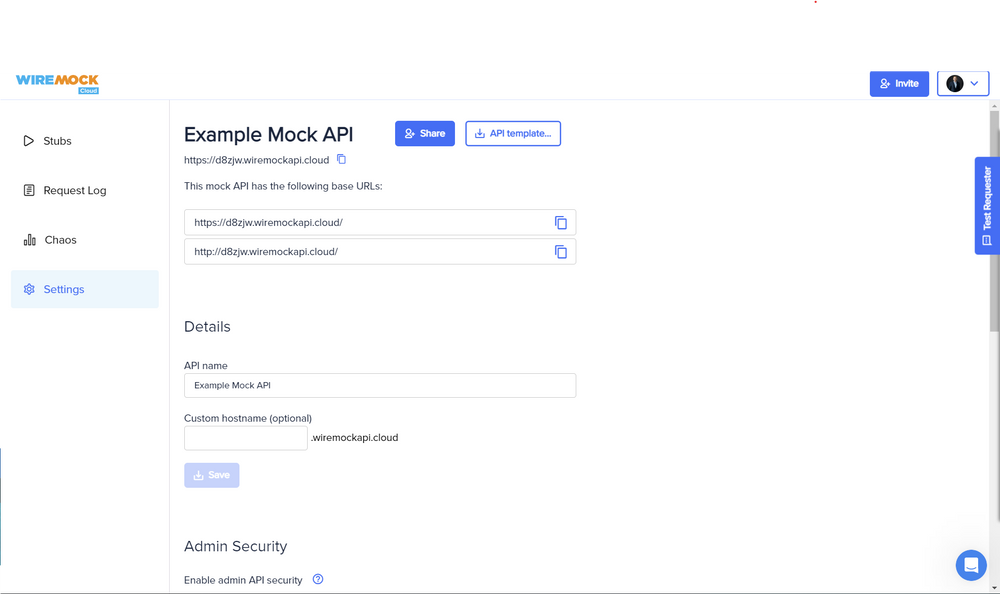 WIREMOCK
Cloud
Invite
Stubs
Request Log
Chaos
Settings
Example Mock API
Share
API template...
https://d8zjw.wiremockapi.cloud
This mock API has the following base URLs:
https://d8zjw.wiremockapi.cloud/
http://d8zjw.wiremockapi.cloud/
Test Requester
Details
API name
Example Mock API
Custom hostname (optional)
.wiremockapi.cloud
Save
Admin Security
Enable admin API security